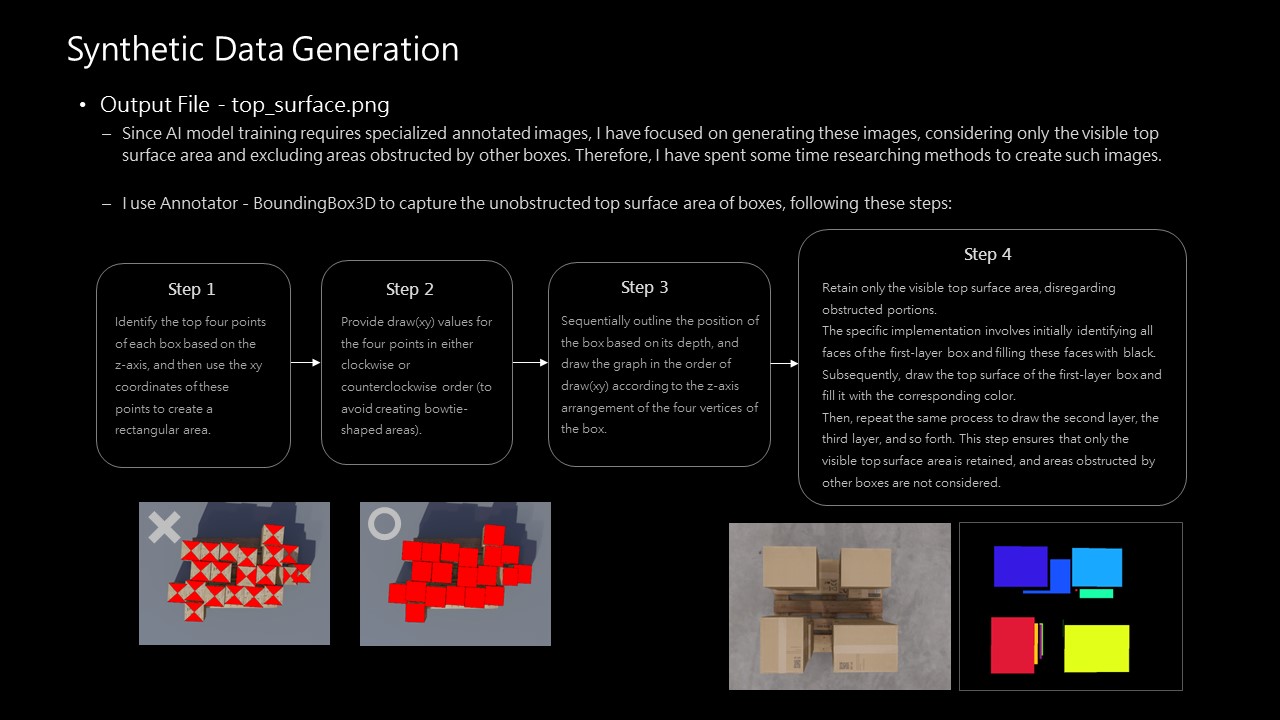 Synthetic Data Generation
• Output File - top_surface.png
– Since AI model training requires specialized annotated images, I have focused on generating these images, considering only the visible top
surface area and excluding areas obstructed by other boxes. Therefore, I have spent some time researching methods to create such images.
– I use Annotator - BoundingBox3D to capture the unobstructed top surface area of boxes, following these steps:
Step 1
Identify the top four points
of each box based on the
z-axis, and then use the xy
coordinates of these
points to create a
rectangular area.
Step 2
Provide draw(xy) values for
the four points in either
clockwise or
counterclockwise order (to
avoid creating bowtie-
shaped areas).
Step 3
Sequentially outline the position of
the box based on its depth, and
draw the graph in the order of
draw(xy) according to the z-axis
arrangement of the four vertices of
the box.
Step 4
Retain only the visible top surface area, disregarding
obstructed portions.
The specific implementation involves initially identifying all
faces of the first-layer box and filling these faces with black.
Subsequently, draw the top surface of the first-layer box and
fill it with the corresponding color.
Then, repeat the same process to draw the second layer, the
third layer, and so forth. This step ensures that only the
visible top surface area is retained, and areas obstructed by
other boxes are not considered.